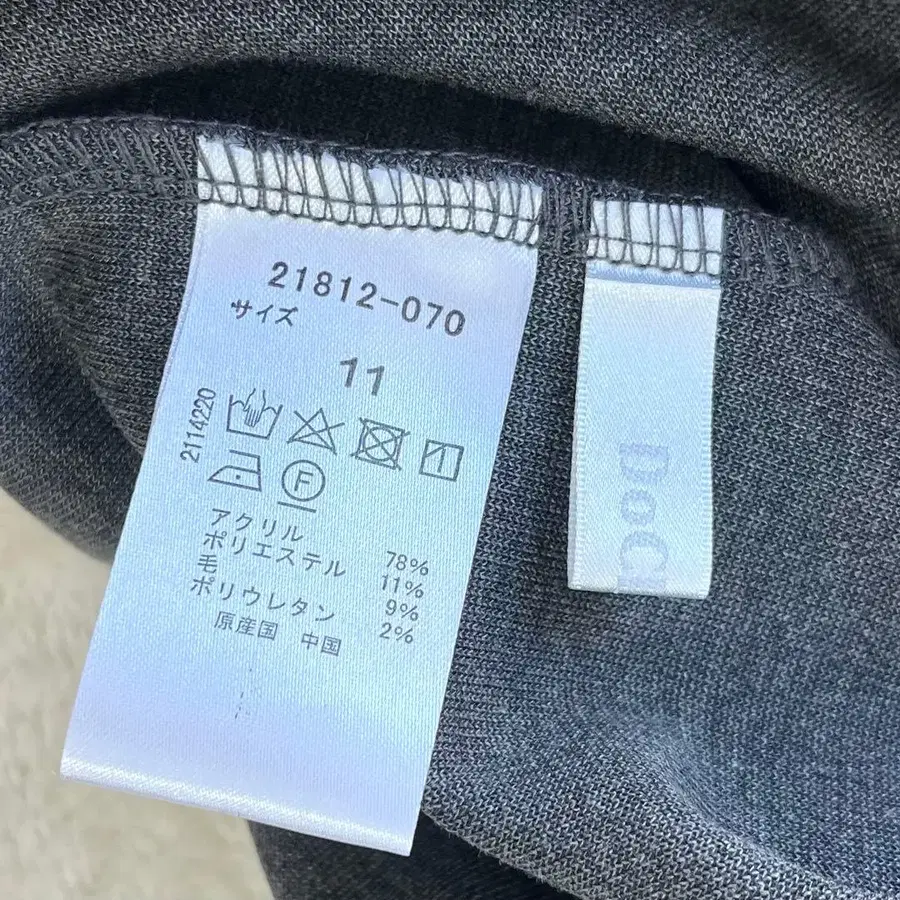 21812-070
サイズ
11
2114220
F
アクリル 78%
ポリエステル 11%
毛 9%
ポリウレタン 2%
原産国 中国